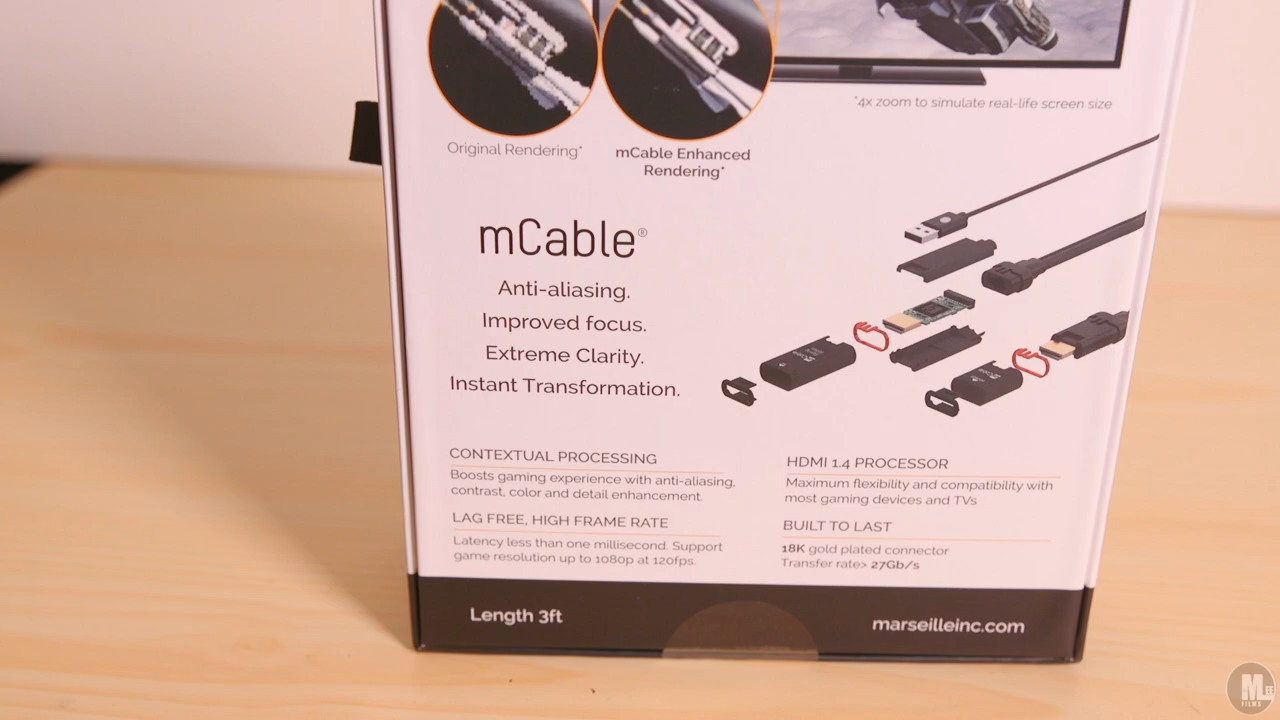 *4x zoom to simulate real-life screen size
Original Rendering*
mCable Enhanced
Rendering*
mCable®
Anti-aliasing.
Improved focus.
Extreme Clarity.
Instant Transformation.
CONTEXTUAL PROCESSING
Boosts gaming experience with anti-aliasing,
contrast, color and detail enhancement.
LAG FREE, HIGH FRAME RATE
Latency less than one millisecond. Support
game resolution up to 1080p at 120fps.
HDMI 1.4 PROCESSOR
Maximum flexibility and compatibility with
most gaming devices and TVs
BUILT TO LAST
18K gold plated connector
Transfer rate> 27Gb/s
Length 3ft
marseilleinc.com
FILMS